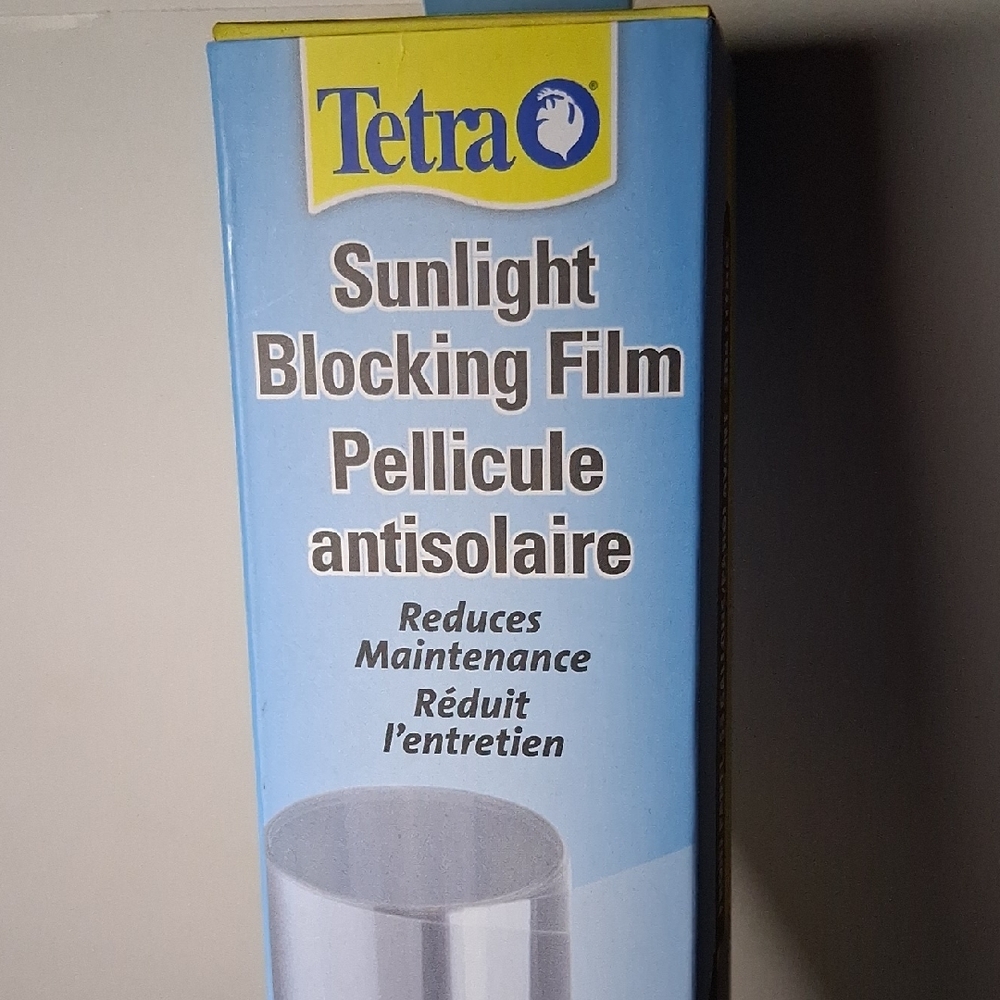 Tetra®
Sunlight
Blocking Film
Pellicule
antisolaire
Reduces
Maintenance
Réduit
l’entretien